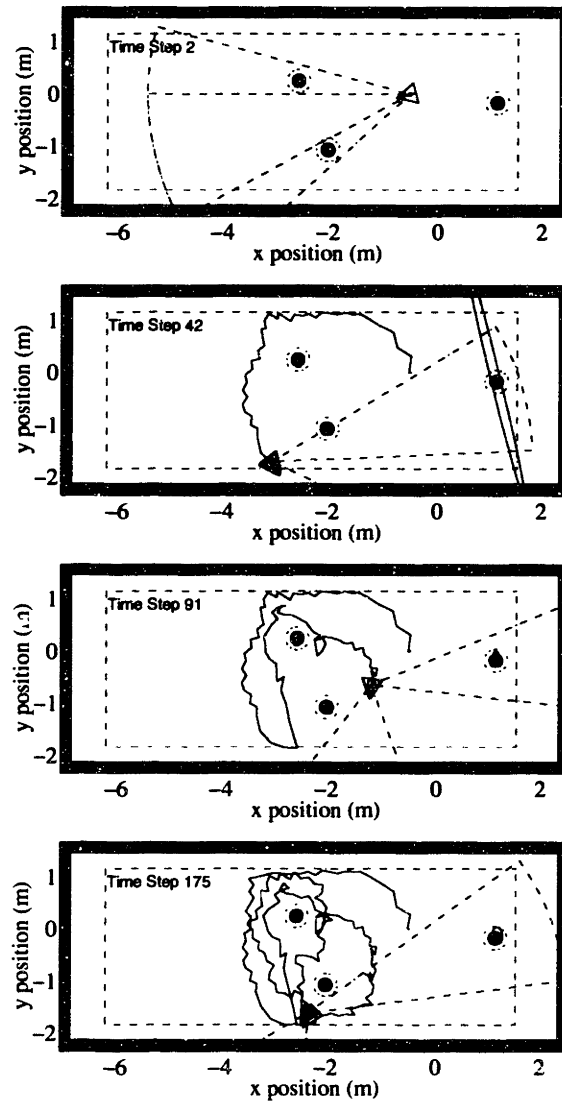 Time Step 2
y position (m)
1
0
−1
−2
−6 −4 −2 0 2
x position (m)
Time Step 42
y position (m)
1
0
−1
−2
−6 −4 −2 0 2
x position (m)
Time Step 91
y position
1
0
−1
−2
−6 −4 −2 0 2
x position (m)
Time Step 175
y position (m)
1
0
−1
−2
−6 −4 −2 0 2
x position (m)